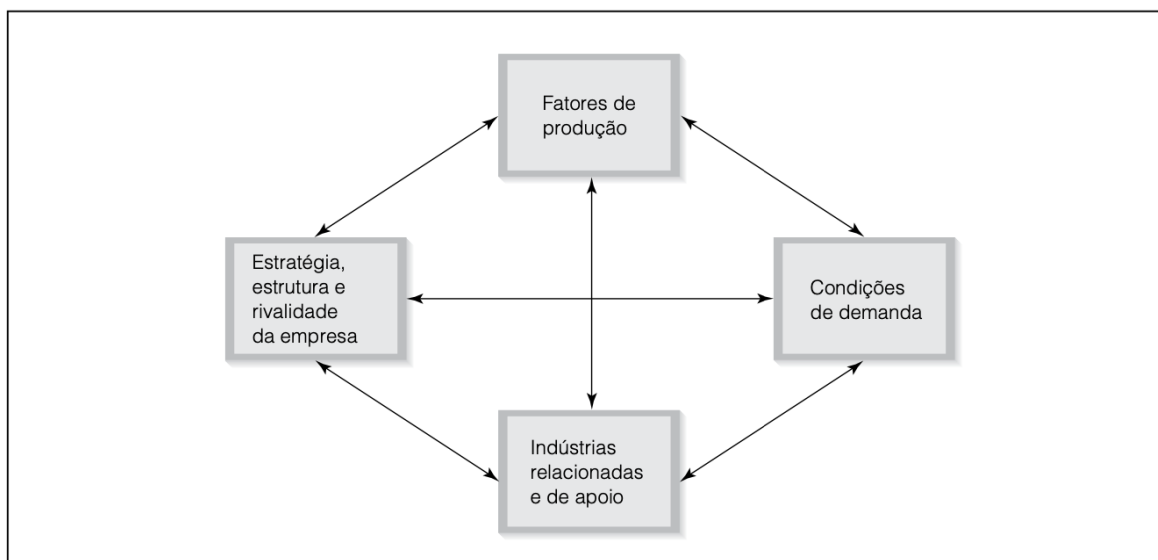 Fatores de
produção
Estratégia,
estrutura e
rivalidade
da empresa
Condições
de demanda
Indústrias
relacionadas
e de apoio